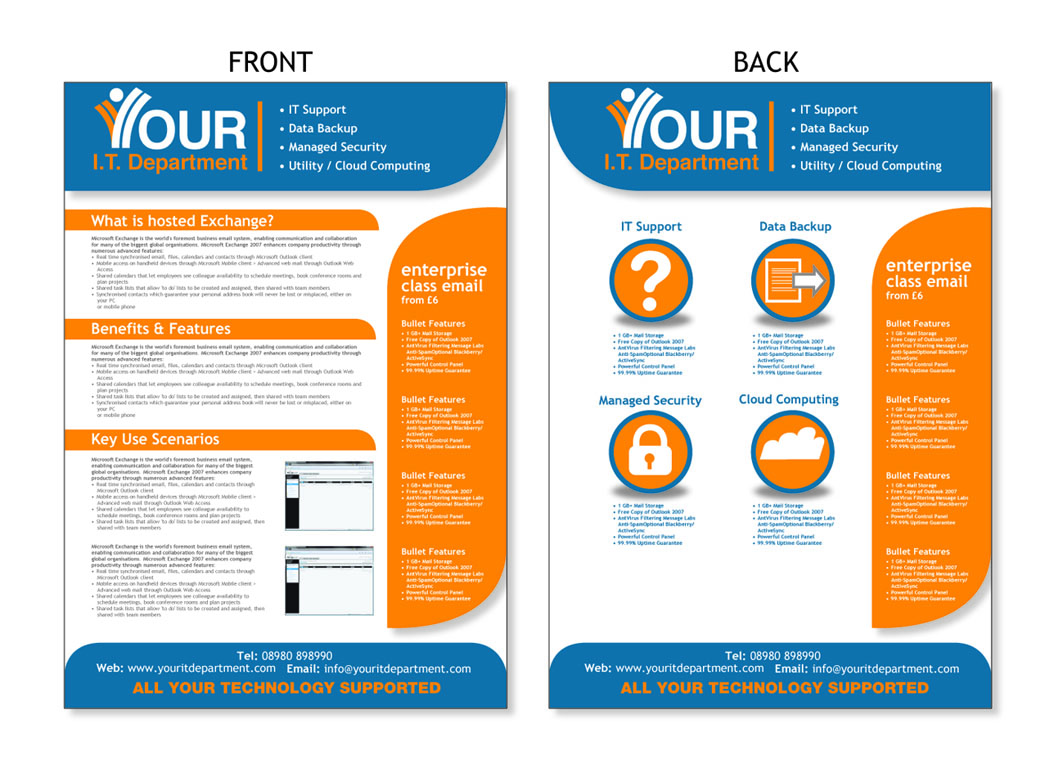 FRONT
YOUR
I.T. Department
• IT Support
• Data Backup
• Managed Security
• Utility / Cloud Computing
What is hosted Exchange?
Microsoft Exchange is the world's foremost business email system, enabling communication and collaboration
for many of the biggest global organisations. Microsoft Exchange 2007 enhances company productivity through
numerous advanced features:
• Real time synchronised email, files, calendars and contacts through Microsoft Outlook client
• Mobile access on handheld devices through Microsoft Mobile client - Advanced web mail through Outlook Web
Access
• Shared calendars that let employees see colleague availability to schedule meetings, book conference rooms and
plan projects
• Shared task lists that allow 'to do' lists to be created and assigned, then shared with team members
• Synchronised contacts which guarantee your personal address book will never be lost or misplaced, either on
your PC
or mobile phone
Benefits & Features
Microsoft Exchange is the world's foremost business email system, enabling communication and collaboration
for many of the biggest global organisations. Microsoft Exchange 2007 enhances company productivity through
numerous advanced features:
• Real time synchronised email, files, calendars and contacts through Microsoft Outlook client
• Mobile access on handheld devices through Microsoft Mobile client - Advanced web mail through Outlook Web
Access
• Shared calendars that let employees see colleague availability to schedule meetings, book conference rooms and
plan projects
• Shared task lists that allow 'to do' lists to be created and assigned, then shared with team members
• Synchronised contacts which guarantee your personal address book will never be lost or misplaced, either on
your PC
or mobile phone
Key Use Scenarios
Microsoft Exchange is the world's foremost business email system,
enabling communication and collaboration for many of the biggest
global organisations. Microsoft Exchange 2007 enhances company
productivity through numerous advanced features:
• Real time synchronised email, files, calendars and contacts through
Microsoft Outlook client
• Mobile access on handheld devices through Microsoft Mobile client -
Advanced web mail through Outlook Web Access
• Shared calendars that let employees see colleague availability to
schedule meetings, book conference rooms and plan projects
• Shared task lists that allow 'to do' lists to be created and assigned, then
shared with team members
Microsoft Exchange is the world's foremost business email system,
enabling communication and collaboration for many of the biggest
global organisations. Microsoft Exchange 2007 enhances company
productivity through numerous advanced features:
• Real time synchronised email, files, calendars and contacts through
Microsoft Outlook client
• Mobile access on handheld devices through Microsoft Mobile client -
Advanced web mail through Outlook Web Access
• Shared calendars that let employees see colleague availability to
schedule meetings, book conference rooms and plan projects
• Shared task lists that allow 'to do' lists to be created and assigned, then
shared with team members
enterprise
class email
from £6
Bullet Features
• 1 GB+ Mail Storage
• Free Copy of Outlook 2007
• AntiVirus Filtering Message Labs
Anti-SpamOptional Blackberry/
ActiveSync
• Powerful Control Panel
• 99.99% Uptime Guarantee
Bullet Features
• 1 GB+ Mail Storage
• Free Copy of Outlook 2007
• AntiVirus Filtering Message Labs
Anti-SpamOptional Blackberry/
ActiveSync
• Powerful Control Panel
• 99.99% Uptime Guarantee
Bullet Features
• 1 GB+ Mail Storage
• Free Copy of Outlook 2007
• AntiVirus Filtering Message Labs
Anti-SpamOptional Blackberry/
ActiveSync
• Powerful Control Panel
• 99.99% Uptime Guarantee
Bullet Features
• 1 GB+ Mail Storage
• Free Copy of Outlook 2007
• AntiVirus Filtering Message Labs
Anti-SpamOptional Blackberry/
ActiveSync
• Powerful Control Panel
• 99.99% Uptime Guarantee
Tel: 08980 898990
Web: www.youritdepartment.com Email: info@youritdepartment.com
ALL YOUR TECHNOLOGY SUPPORTED
BACK
YOUR
I.T. Department
• IT Support
• Data Backup
• Managed Security
• Utility / Cloud Computing
IT Support
?
• 1 GB+ Mail Storage
• Free Copy of Outlook 2007
• AntiVirus Filtering Message Labs
Anti-SpamOptional Blackberry/
ActiveSync
• Powerful Control Panel
• 99.99% Uptime Guarantee
Data Backup
• 1 GB+ Mail Storage
• Free Copy of Outlook 2007
• AntiVirus Filtering Message Labs
Anti-SpamOptional Blackberry/
ActiveSync
• Powerful Control Panel
• 99.99% Uptime Guarantee
Managed Security
• 1 GB+ Mail Storage
• Free Copy of Outlook 2007
• AntiVirus Filtering Message Labs
Anti-SpamOptional Blackberry/
ActiveSync
• Powerful Control Panel
• 99.99% Uptime Guarantee
Cloud Computing
• 1 GB+ Mail Storage
• Free Copy of Outlook 2007
• AntiVirus Filtering Message Labs
Anti-SpamOptional Blackberry/
ActiveSync
• Powerful Control Panel
• 99.99% Uptime Guarantee
enterprise
class email
from £6
Bullet Features
• 1 GB+ Mail Storage
• Free Copy of Outlook 2007
• AntiVirus Filtering Message Labs
Anti-SpamOptional Blackberry/
ActiveSync
• Powerful Control Panel
• 99.99% Uptime Guarantee
Bullet Features
• 1 GB+ Mail Storage
• Free Copy of Outlook 2007
• AntiVirus Filtering Message Labs
Anti-SpamOptional Blackberry/
ActiveSync
• Powerful Control Panel
• 99.99% Uptime Guarantee
Bullet Features
• 1 GB+ Mail Storage
• Free Copy of Outlook 2007
• AntiVirus Filtering Message Labs
Anti-SpamOptional Blackberry/
ActiveSync
• Powerful Control Panel
• 99.99% Uptime Guarantee
Bullet Features
• 1 GB+ Mail Storage
• Free Copy of Outlook 2007
• AntiVirus Filtering Message Labs
Anti-SpamOptional Blackberry/
ActiveSync
• Powerful Control Panel
• 99.99% Uptime Guarantee
Tel: 08980 898990
Web: www.youritdepartment.com Email: info@youritdepartment.com
ALL YOUR TECHNOLOGY SUPPORTED